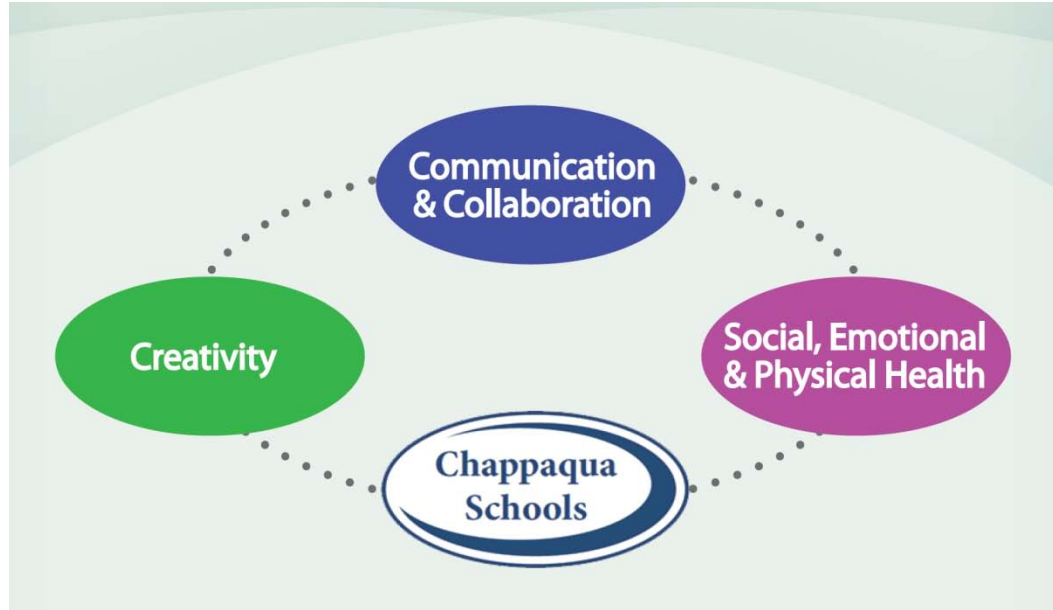 Communication
& Collaboration
Creativity
Social, Emotional
& Physical Health
Chappaqua
Schools